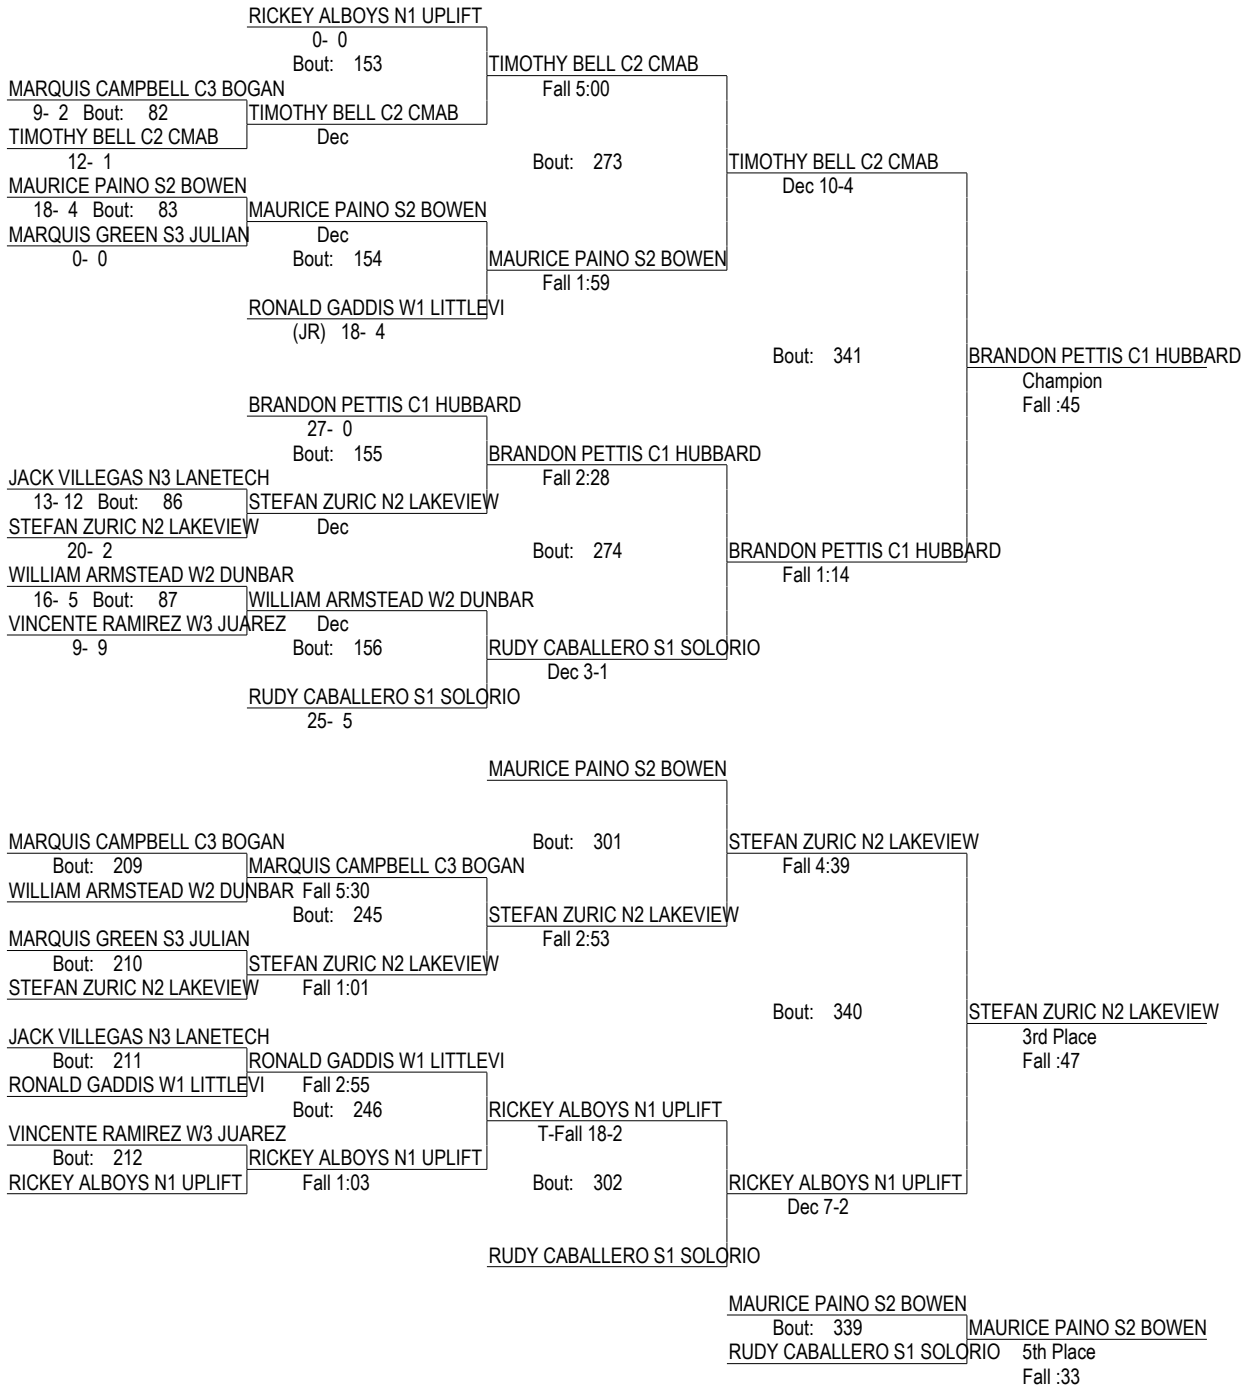 RICKEY ALBOYS N1 UPLIFT
0- 0
Bout: 153 TIMOTHY BELL C2 CMAB
MARQUIS CAMPBELL C3 BOGAN Fall 5:00
9- 2 Bout: 82 TIMOTHY BELL C2 CMAB
TIMOTHY BELL C2 CMAB Dec
12- 1 Bout: 273 TIMOTHY BELL C2 CMAB
MAURICE PAINO S2 BOWEN Dec 10-4
18- 4 Bout: 83 MAURICE PAINO S2 BOWEN
MARQUIS GREEN S3 JULIAN Dec
0- 0 Bout: 154 MAURICE PAINO S2 BOWEN
Fall 1:59
RONALD GADDIS W1 LITTLEVI
(JR) 18- 4
Bout: 341 BRANDON PETTIS C1 HUBBARD
Champion
BRANDON PETTIS C1 HUBBARD Fall :45
27- 0
Bout: 155 BRANDON PETTIS C1 HUBBARD
JACK VILLEGAS N3 LANETECH Fall 2:28
13- 12 Bout: 86 STEFAN ZURIC N2 LAKEVIEW
STEFAN ZURIC N2 LAKEVIEW Dec
20- 2 Bout: 274 BRANDON PETTIS C1 HUBBARD
WILLIAM ARMSTEAD W2 DUNBAR Fall 1:14
16- 5 Bout: 87 WILLIAM ARMSTEAD W2 DUNBAR
VINCENTE RAMIREZ W3 JUAREZ Dec
9- 9 Bout: 156 RUDY CABALLERO S1 SOLORIO
Dec 3-1
RUDY CABALLERO S1 SOLORIO
25- 5
MAURICE PAINO S2 BOWEN
MARQUIS CAMPBELL C3 BOGAN Bout: 301 STEFAN ZURIC N2 LAKEVIEW
Bout: 209 MARQUIS CAMPBELL C3 BOGAN Fall 4:39
WILLIAM ARMSTEAD W2 DUNBAR Fall 5:30
Bout: 245 STEFAN ZURIC N2 LAKEVIEW
MARQUIS GREEN S3 JULIAN Fall 2:53
Bout: 210 STEFAN ZURIC N2 LAKEVIEW
STEFAN ZURIC N2 LAKEVIEW Fall 1:01
Bout: 340 STEFAN ZURIC N2 LAKEVIEW
JACK VILLEGAS N3 LANETECH 3rd Place
Bout: 211 RONALD GADDIS W1 LITTLEVI Fall :47
RONALD GADDIS W1 LITTLEVI Fall 2:55
Bout: 246 RICKEY ALBOYS N1 UPLIFT
VINCENTE RAMIREZ W3 JUAREZ T-Fall 18-2
Bout: 212 RICKEY ALBOYS N1 UPLIFT
RICKEY ALBOYS N1 UPLIFT Fall 1:03 Bout: 302 RICKEY ALBOYS N1 UPLIFT
Dec 7-2
RUDY CABALLERO S1 SOLORIO
MAURICE PAINO S2 BOWEN
Bout: 339 MAURICE PAINO S2 BOWEN
RUDY CABALLERO S1 SOLORIO 5th Place
Fall :33